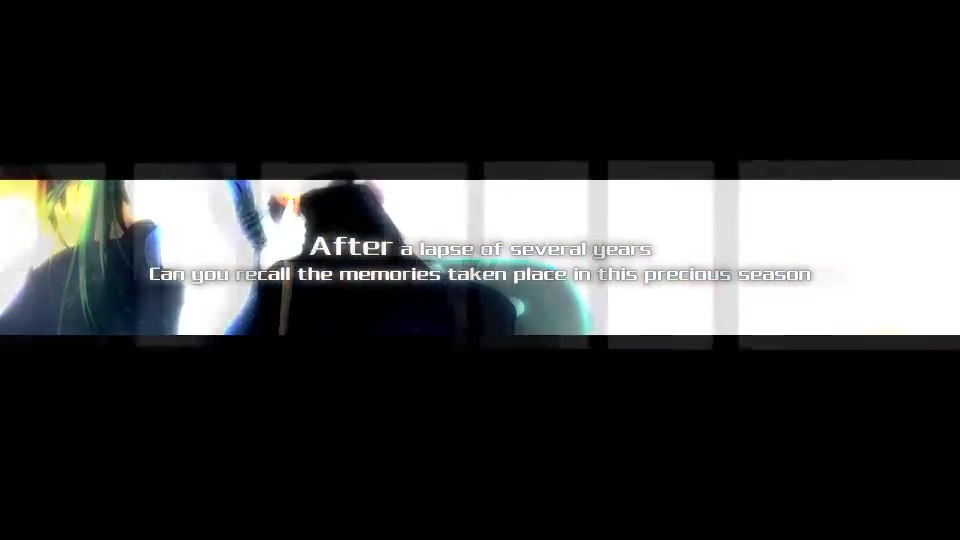 After a lapse of several years
Can you recall the memories taken place in this precious season